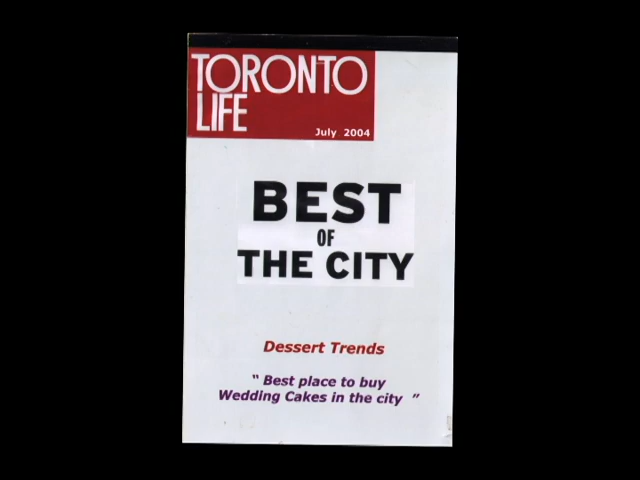 TORONTO
LIFE
July 2004
BEST
OF
THE CITY
Dessert Trends
“ Best place to buy
Wedding Cakes in the city ”